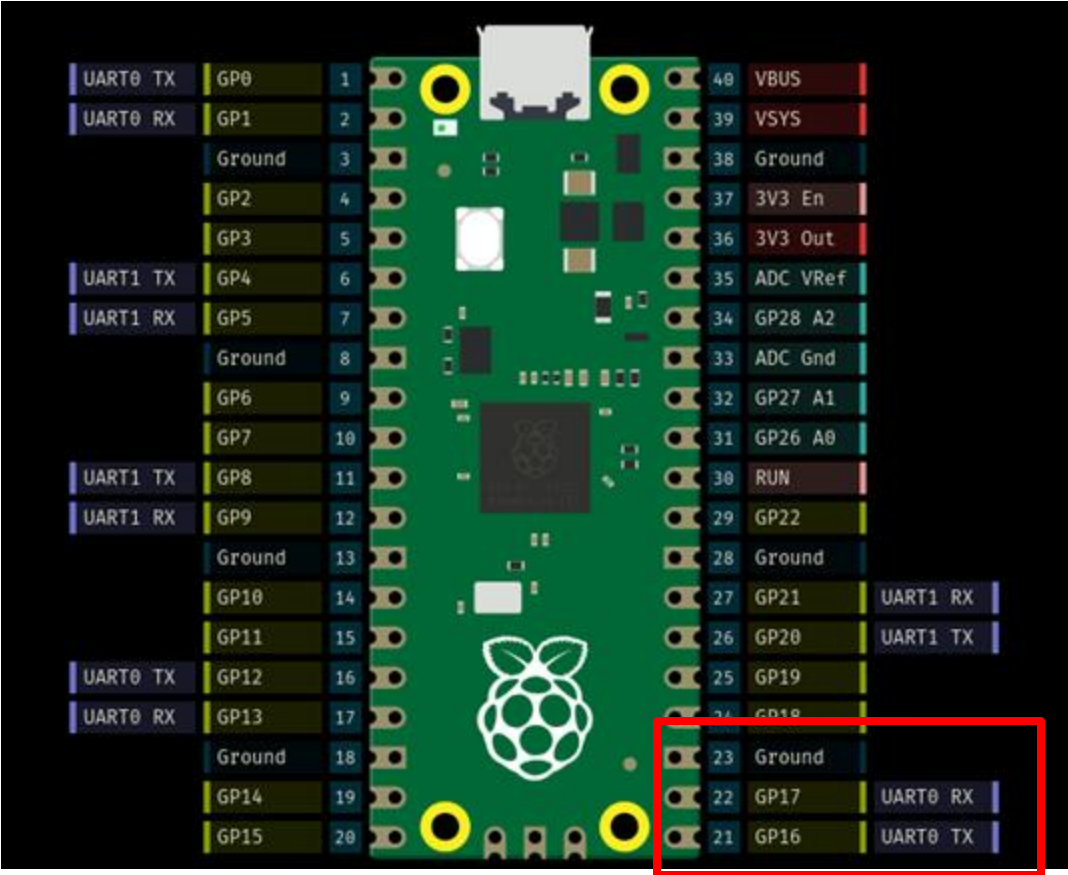 UART0 TX GP0 1 40 VBUS
UART0 RX GP1 2 39 VSYS
Ground 3 38 Ground
GP2 4 37 3V3 En
GP3 5 36 3V3 Out
UART1 TX GP4 6 35 ADC VRef
UART1 RX GP5 7 34 GP28 A2
Ground 8 33 ADC Gnd
GP6 9 32 GP27 A1
GP7 10 31 GP26 A0
UART1 TX GP8 11 30 RUN
UART1 RX GP9 12 29 GP22
Ground 13 28 Ground
GP10 14 27 GP21 UART1 RX
GP11 15 26 GP20 UART1 TX
UART0 TX GP12 16 25 GP19
UART0 RX GP13 17 24 GP18
Ground 18 23 Ground
GP14 19 22 GP17 UART0 RX
GP15 20 21 GP16 UART0 TX